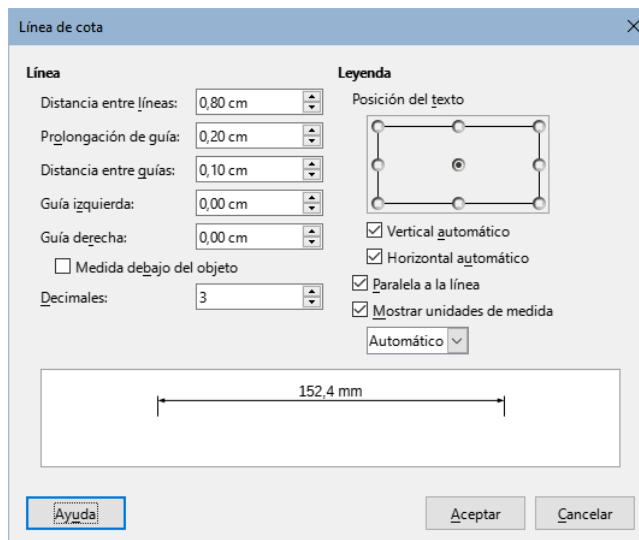 Línea de cota
Línea
Distancia entre líneas: 0,80 cm
Prolongación de guía: 0,20 cm
Distancia entre guías: 0,10 cm
Guía izquierda: 0,00 cm
Guía derecha: 0,00 cm
Medida debajo del objeto
Decimales: 3
Leyenda
Posición del texto
Vertical automático
Horizontal automático
Paralela a la línea
Mostrar unidades de medida
Automático
152,4 mm
Ayuda
Aceptar
Cancelar